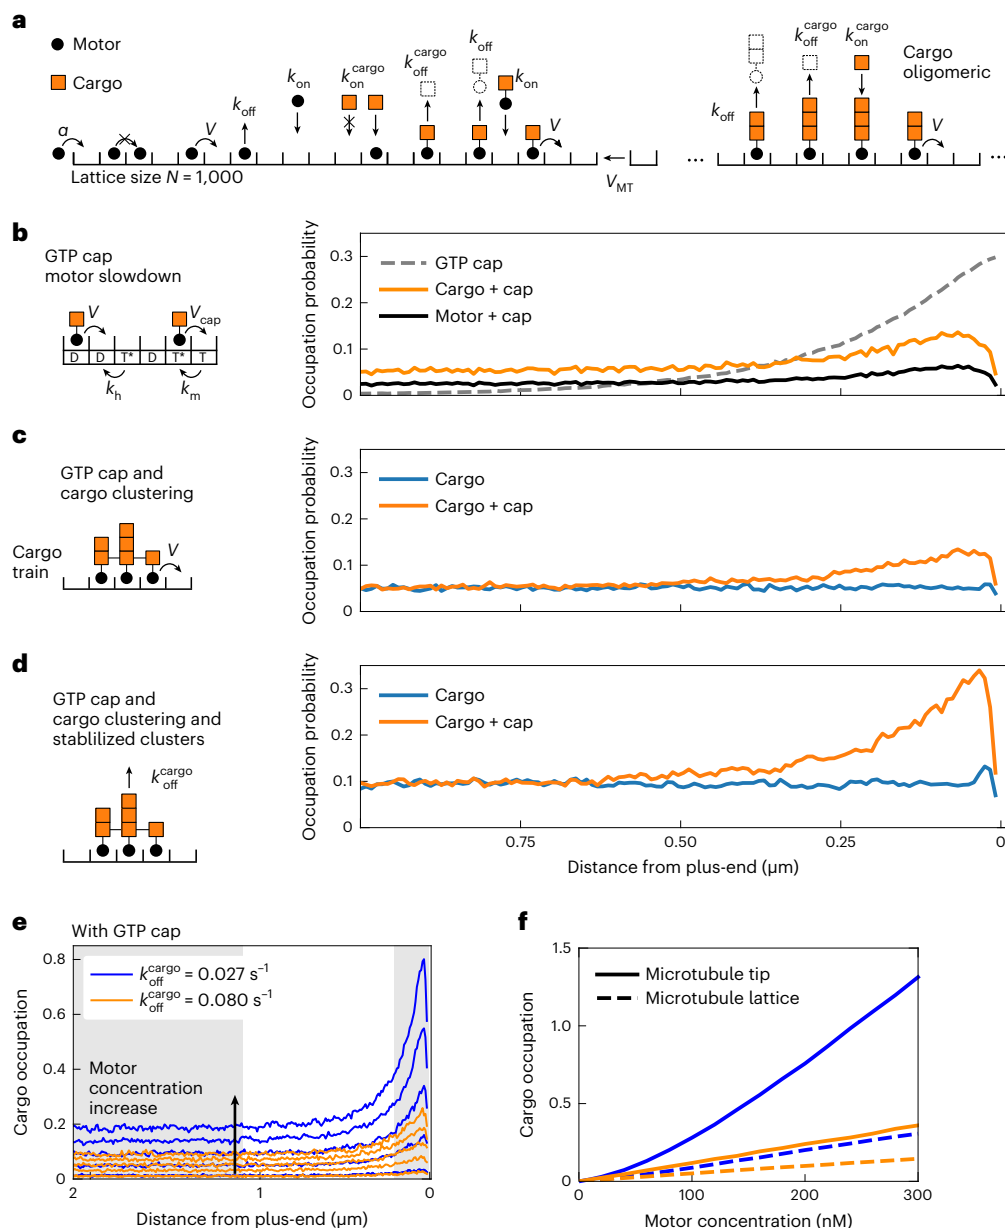 a
Motor
Cargo
α
V
k_off
k_on
k_on^cargo
k_off^cargo
k_off
k_on
V
Lattice size N = 1,000
V_MT
...
k_off
k_off^cargo
k_on^cargo
Cargo
oligomeric
V
...
b
GTP cap
motor slowdown
V
V_cap
D D T* D T* T
k_h
k_m
Occupation probability
0.3
0.1
0
GTP cap
Cargo + cap
Motor + cap
c
GTP cap and
cargo clustering
Cargo
train
V
Occupation probability
0.3
0.1
0
Cargo
Cargo + cap
d
GTP cap and
cargo clustering and
stablilized clusters
k_off^cargo
Occupation probability
0.3
0.1
0
Cargo
Cargo + cap
0.75 0.50 0.25 0
Distance from plus-end (μm)
e
With GTP cap
k_off^cargo = 0.027 s⁻¹
k_off^cargo = 0.080 s⁻¹
Motor
concentration
increase
Cargo occupation
0.8
0.6
0.4
0.2
0
2 1 0
Distance from plus-end (μm)
f
Microtubule tip
Microtubule lattice
Cargo occupation
1.5
1.0
0.5
0
0 100 200 300
Motor concentration (nM)